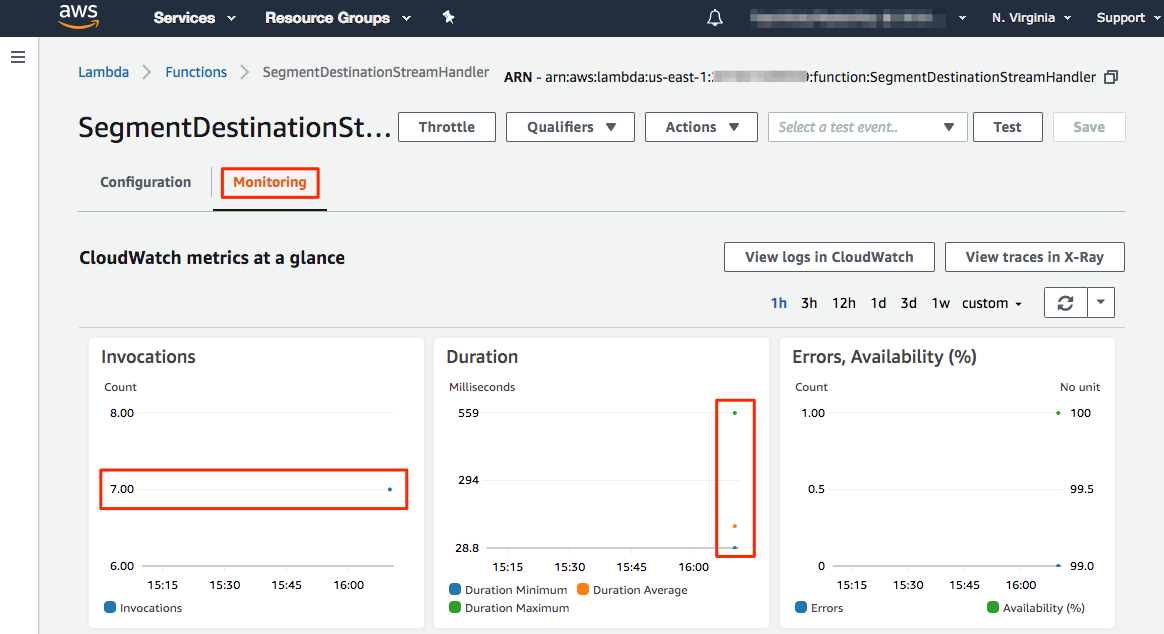 aws Services Resource Groups N. Virginia Support
Lambda Functions SegmentDestinationStreamHandler ARN - arn:aws:lambda:us-east-1: :function:SegmentDestinationStreamHandler
SegmentDestinationSt... Throttle Qualifiers Actions Select a test event.. Test Save
Configuration Monitoring
CloudWatch metrics at a glance View logs in CloudWatch View traces in X-Ray
1h 3h 12h 1d 3d 1w custom
Invocations
Count
8.00
7.00
6.00
15:15 15:30 15:45 16:00
Invocations
Duration
Milliseconds
559
294
28.8
15:15 15:30 15:45 16:00
Duration Minimum Duration Average
Duration Maximum
Errors, Availability (%)
Count No unit
1.00 100
0.5 99.5
0 99.0
15:15 15:30 15:45 16:00
Errors Availability (%)